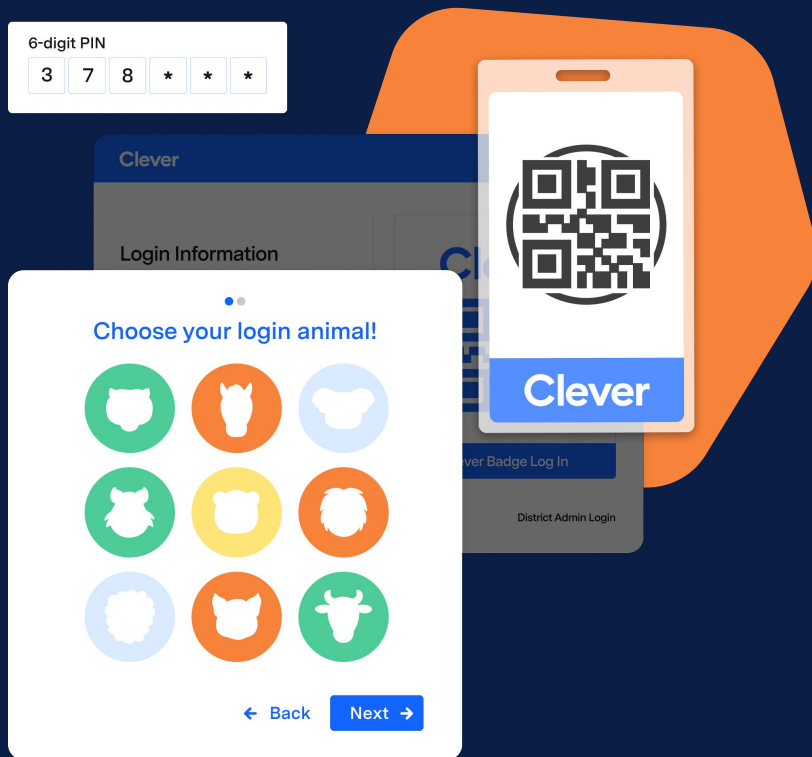 6-digit PIN
3 7 8 * * *
Clever
Login Information
Choose your login animal!
Clever
Badge Log In
District Admin Login
← Back
Next →